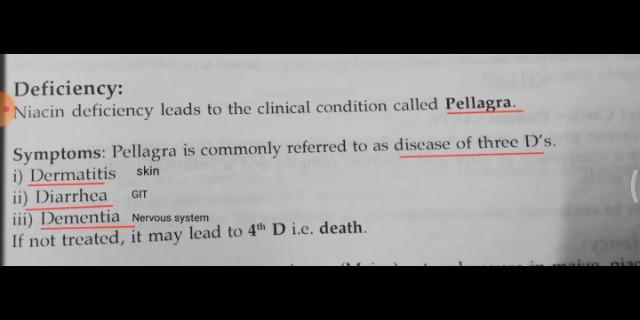 Deficiency:
Niacin deficiency leads to the clinical condition called Pellagra.
Symptoms: Pellagra is commonly referred to as disease of three D's.
i) Dermatitis skin
ii) Diarrhea GIT
iii) Dementia Nervous system
If not treated, it may lead to 4th D i.e. death.